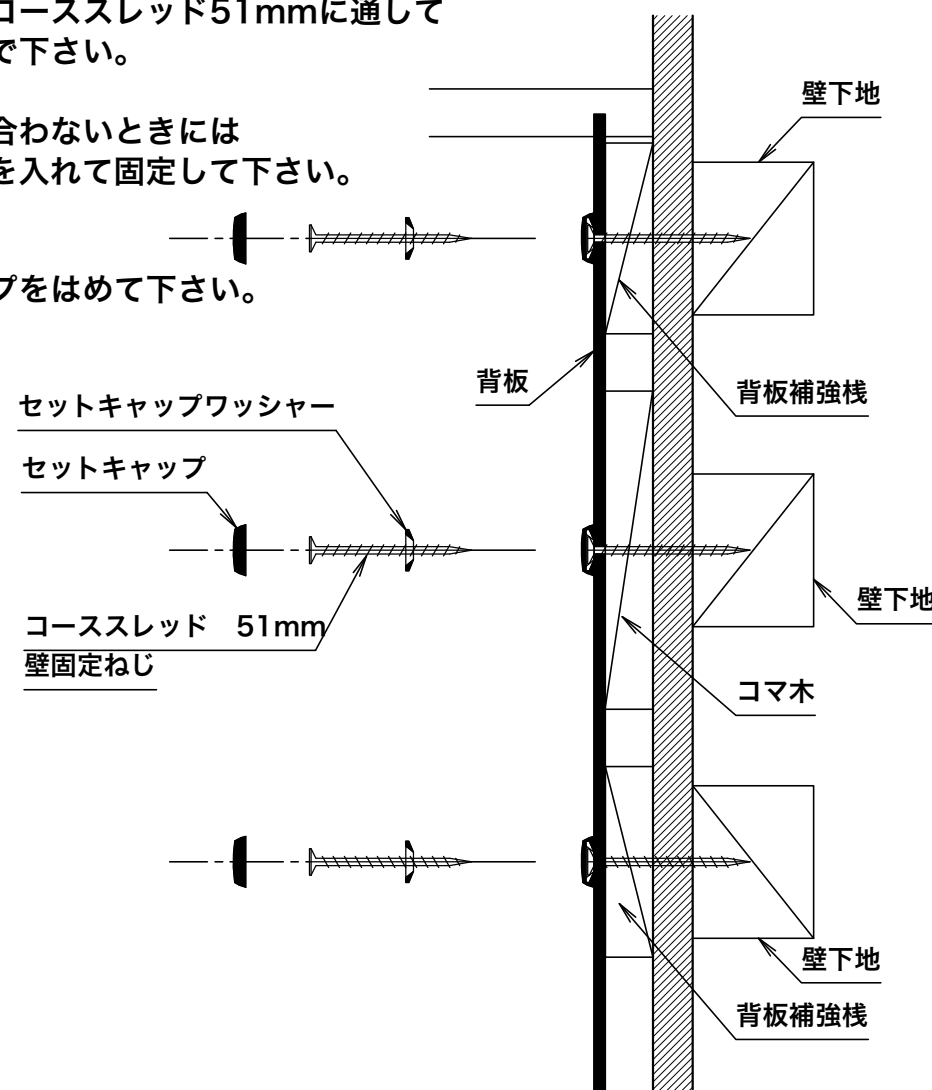 コーススレッド51mmに通して
で下さい。
合わないときには
を入れて固定して下さい。
プをはめて下さい。
壁下地
背板
背板補強桟
セットキャップワッシャー
セットキャップ
コーススレッド　51mm
壁固定ねじ
壁下地
コマ木
壁下地
背板補強桟